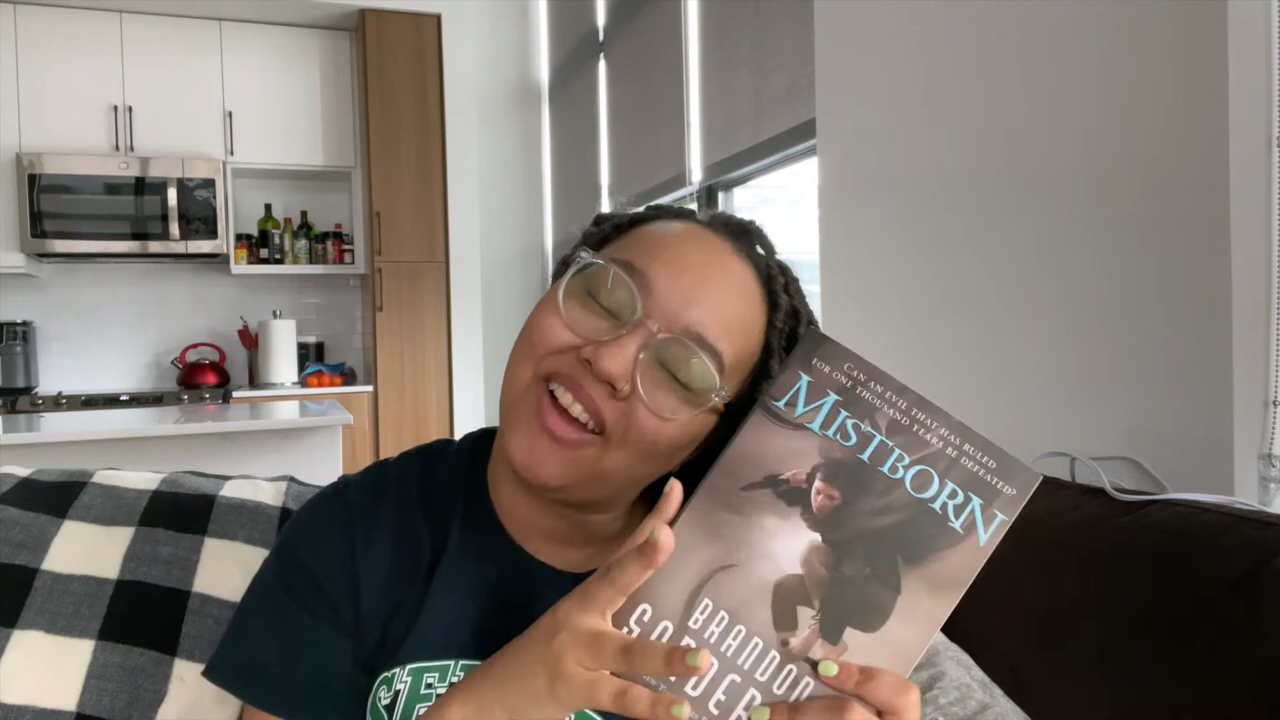 CAN AN EVIL THAT HAS RULED
FOR ONE THOUSAND YEARS BE DEFEATED?
MISTBORN
BRANDON